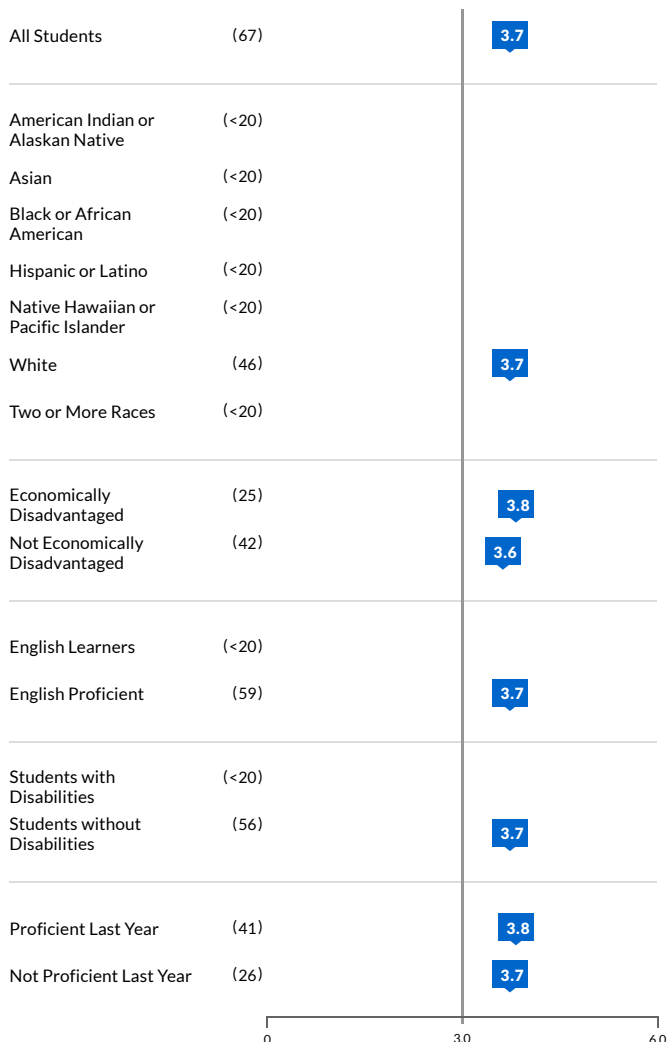 All Students (67) 3.7
American Indian or (<20)
Alaskan Native
Asian (<20)
Black or African (<20)
American
Hispanic or Latino (<20)
Native Hawaiian or (<20)
Pacific Islander
White (46) 3.7
Two or More Races (<20)
Economically (25) 3.8
Disadvantaged
Not Economically (42) 3.6
Disadvantaged
English Learners (<20)
English Proficient (59) 3.7
Students with (<20)
Disabilities
Students without (56) 3.7
Disabilities
Proficient Last Year (41) 3.8
Not Proficient Last Year (26) 3.7
0 3.0 6.0